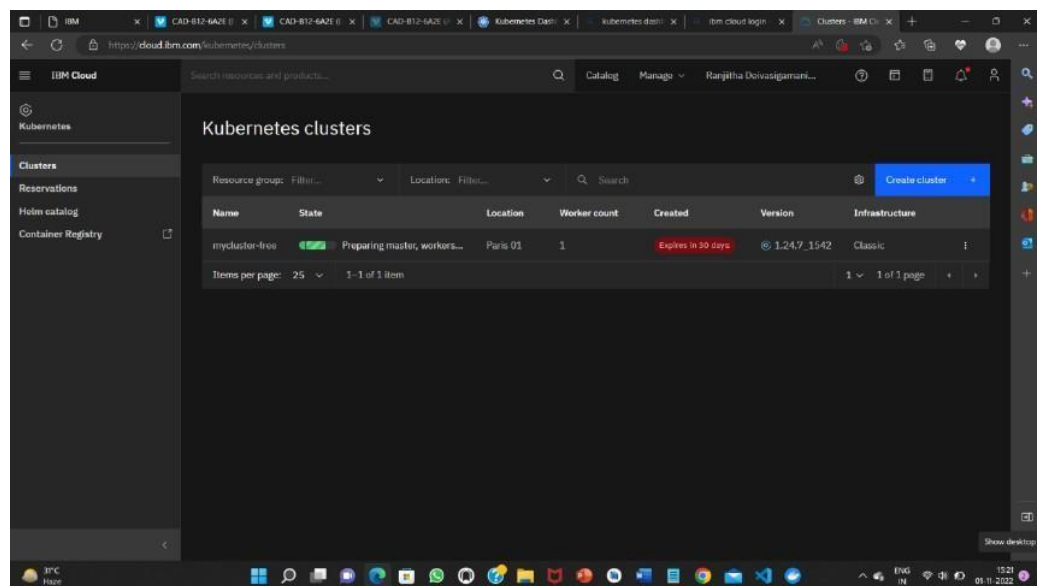 IBM
CAD-B12-6A2E
CAD-B12-6A2E
CAD-B12-6A2E
Kubernetes Dash
kubernetes dashl
ibm cloud login
Clusters - IBM Cl
https://cloud.ibm.com/kubernetes/clusters
IBM Cloud
Search resources and products...
Catalog
Manage
Kubernetes
Clusters
Reservations
Helm catalog
Container Registry
Kubernetes clusters
Resource group: Filter...
Location: Filter...
Search
Create cluster +
Name State Location Worker count Created Version Infrastructure
mycluster-free Preparing master, workers... Paris 01 1 Expires in 30 days 1.24.7_1542 Classic
Items per page: 25 1–1 of 1 item 1 1 of 1 page
Show desktop
31°C
Haze
ENG
IN
15:21
01-11-2022